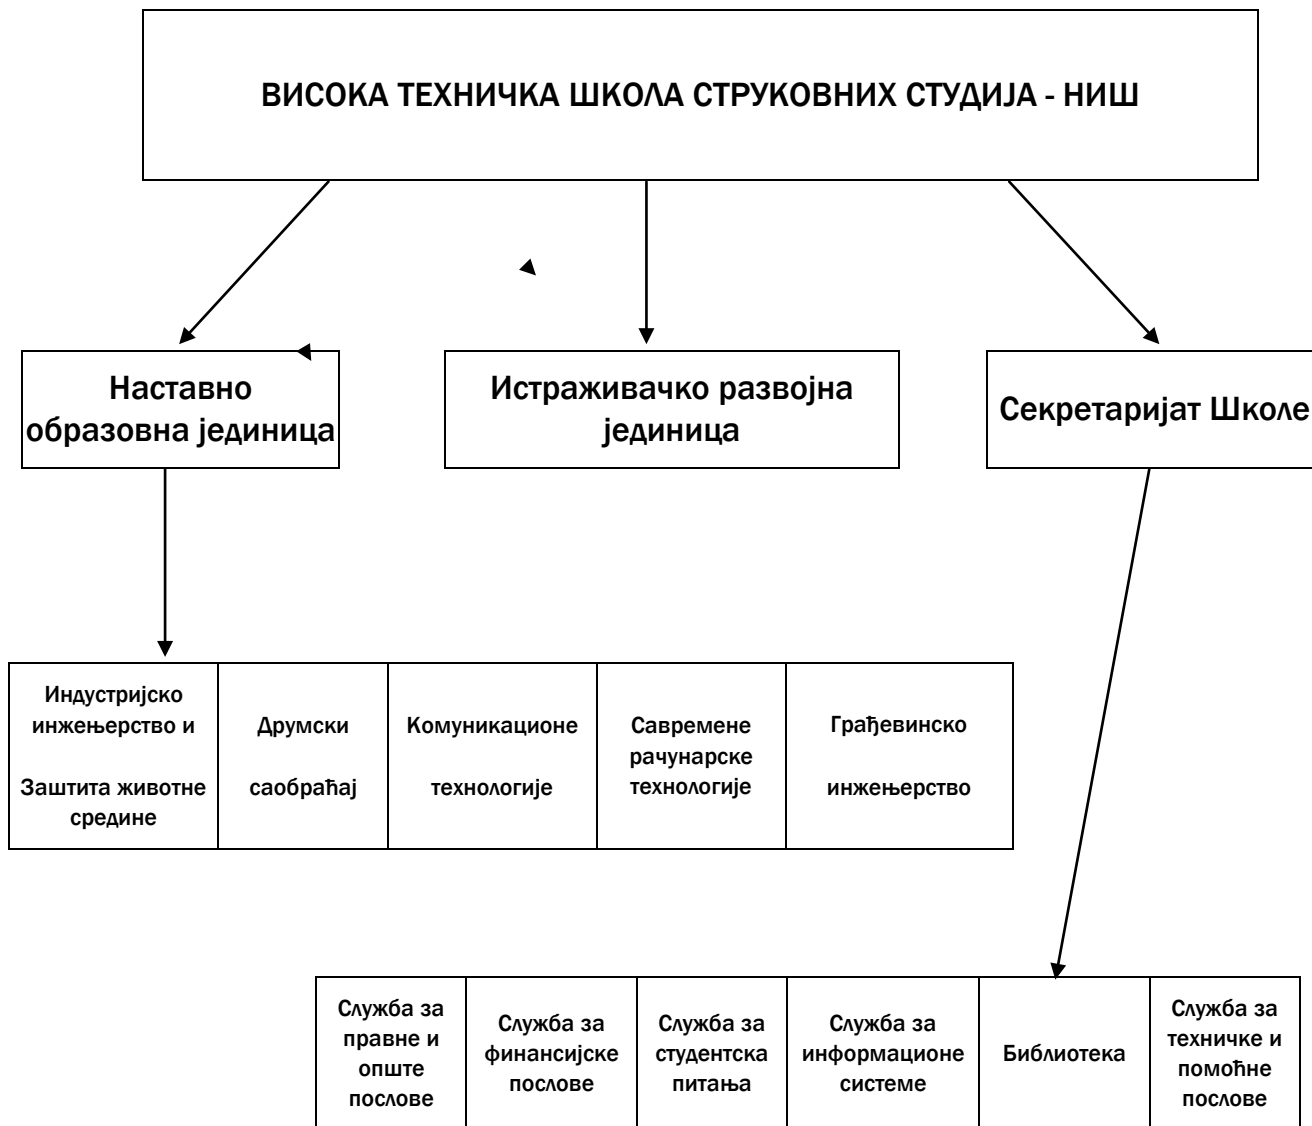 ВИСОКА ТЕХНИЧКА ШКОЛА СТРУКОВНИХ СТУДИЈА - НИШ
Наставно
образовна јединица
Истраживачко развојна
јединица
Секретаријат Школе
Индустријско
инжењерство и
Заштита животне
средине
Друмски
саобраћај
Комуникационе
технологије
Савремене
рачунарске
технологије
Грађевинско
инжењерство
Служба за
правне и
опште
послове
Служба за
финансијске
послове
Служба за
студентска
питања
Служба за
информационе
системе
Библиотека
Служба за
техничке и
помоћне
послове